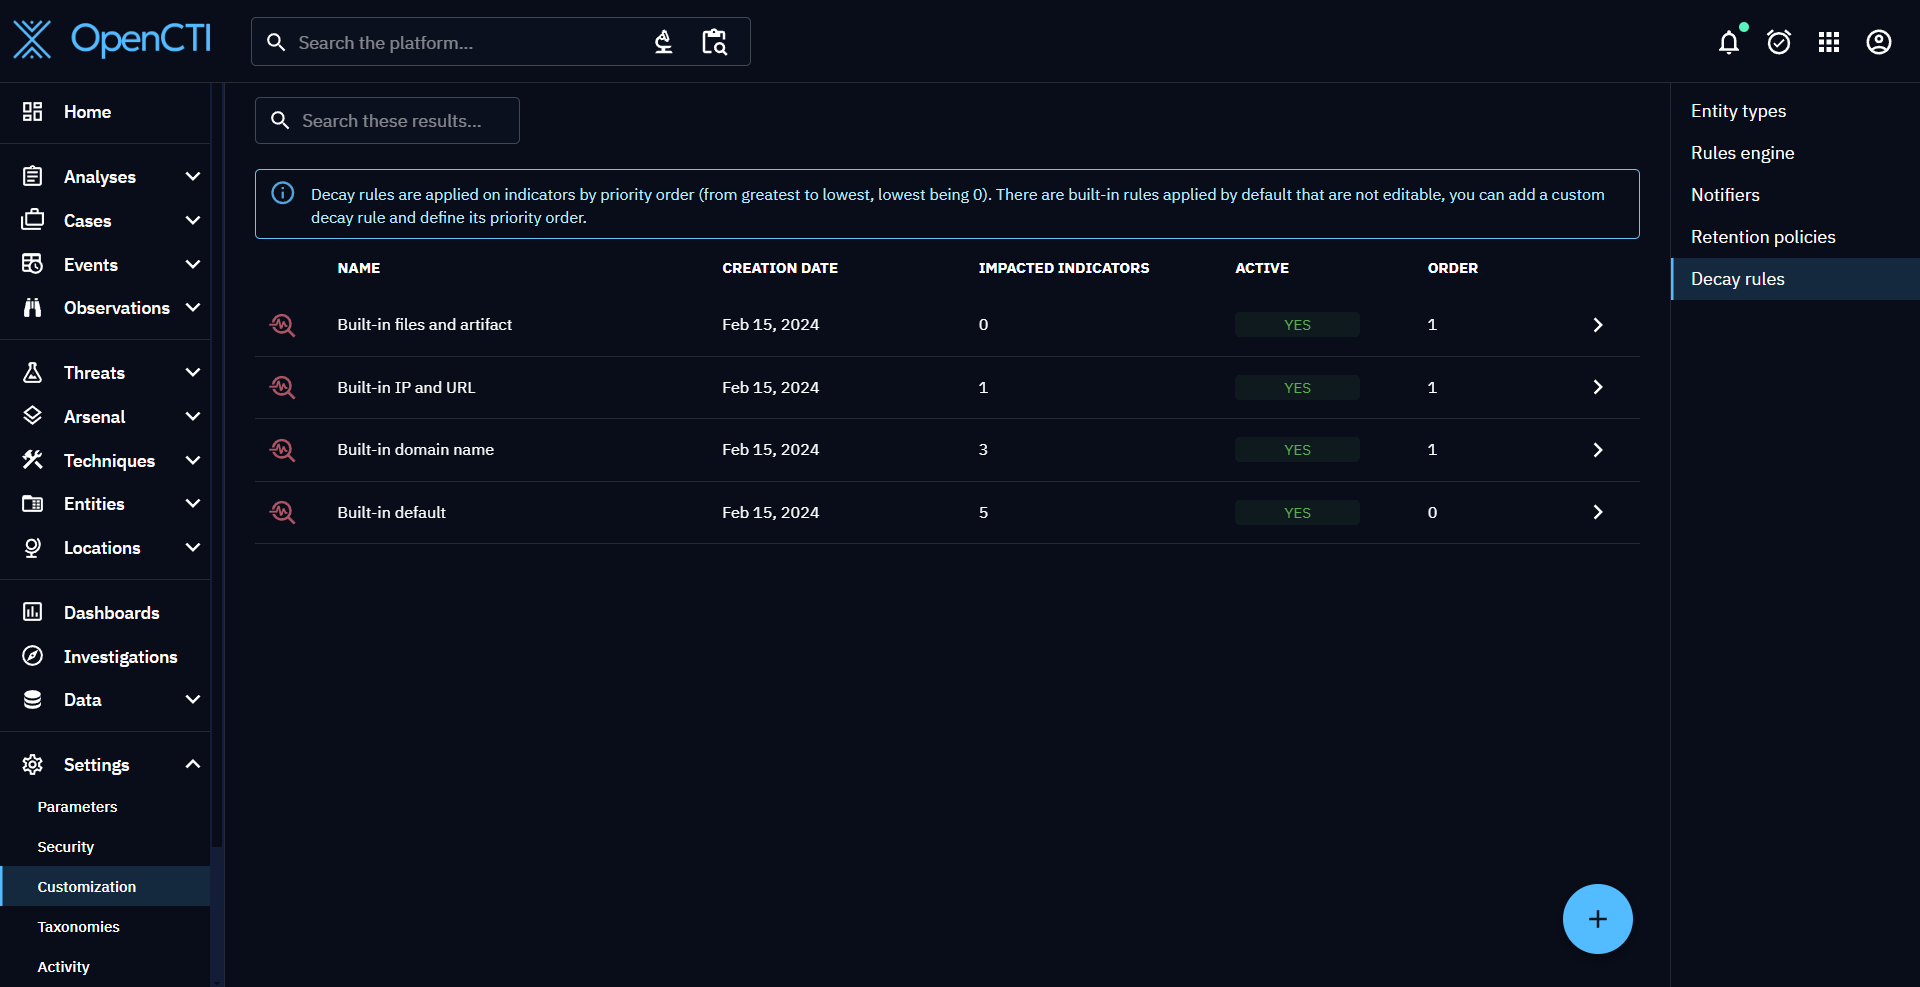 OpenCTI
Search the platform...
Home
Analyses
Cases
Events
Observations
Threats
Arsenal
Techniques
Entities
Locations
Dashboards
Investigations
Data
Settings
Parameters
Security
Customization
Taxonomies
Activity
Search these results...
Decay rules are applied on indicators by priority order (from greatest to lowest, lowest being 0). There are built-in rules applied by default that are not editable, you can add a custom
decay rule and define its priority order.
NAME CREATION DATE IMPACTED INDICATORS ACTIVE ORDER
Built-in files and artifact Feb 15, 2024 0 YES 1
Built-in IP and URL Feb 15, 2024 1 YES 1
Built-in domain name Feb 15, 2024 3 YES 1
Built-in default Feb 15, 2024 5 YES 0
Entity types
Rules engine
Notifiers
Retention policies
Decay rules